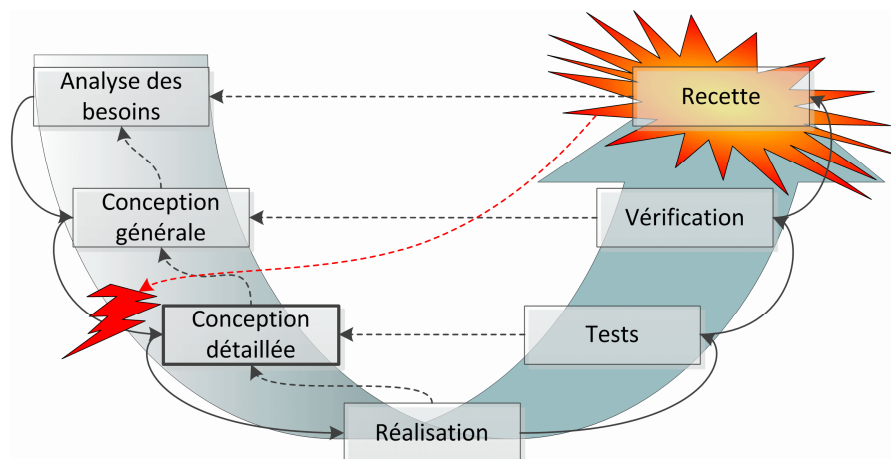 Analyse des
besoins
Recette
Conception
générale
Vérification
Conception
détaillée
Tests
Réalisation